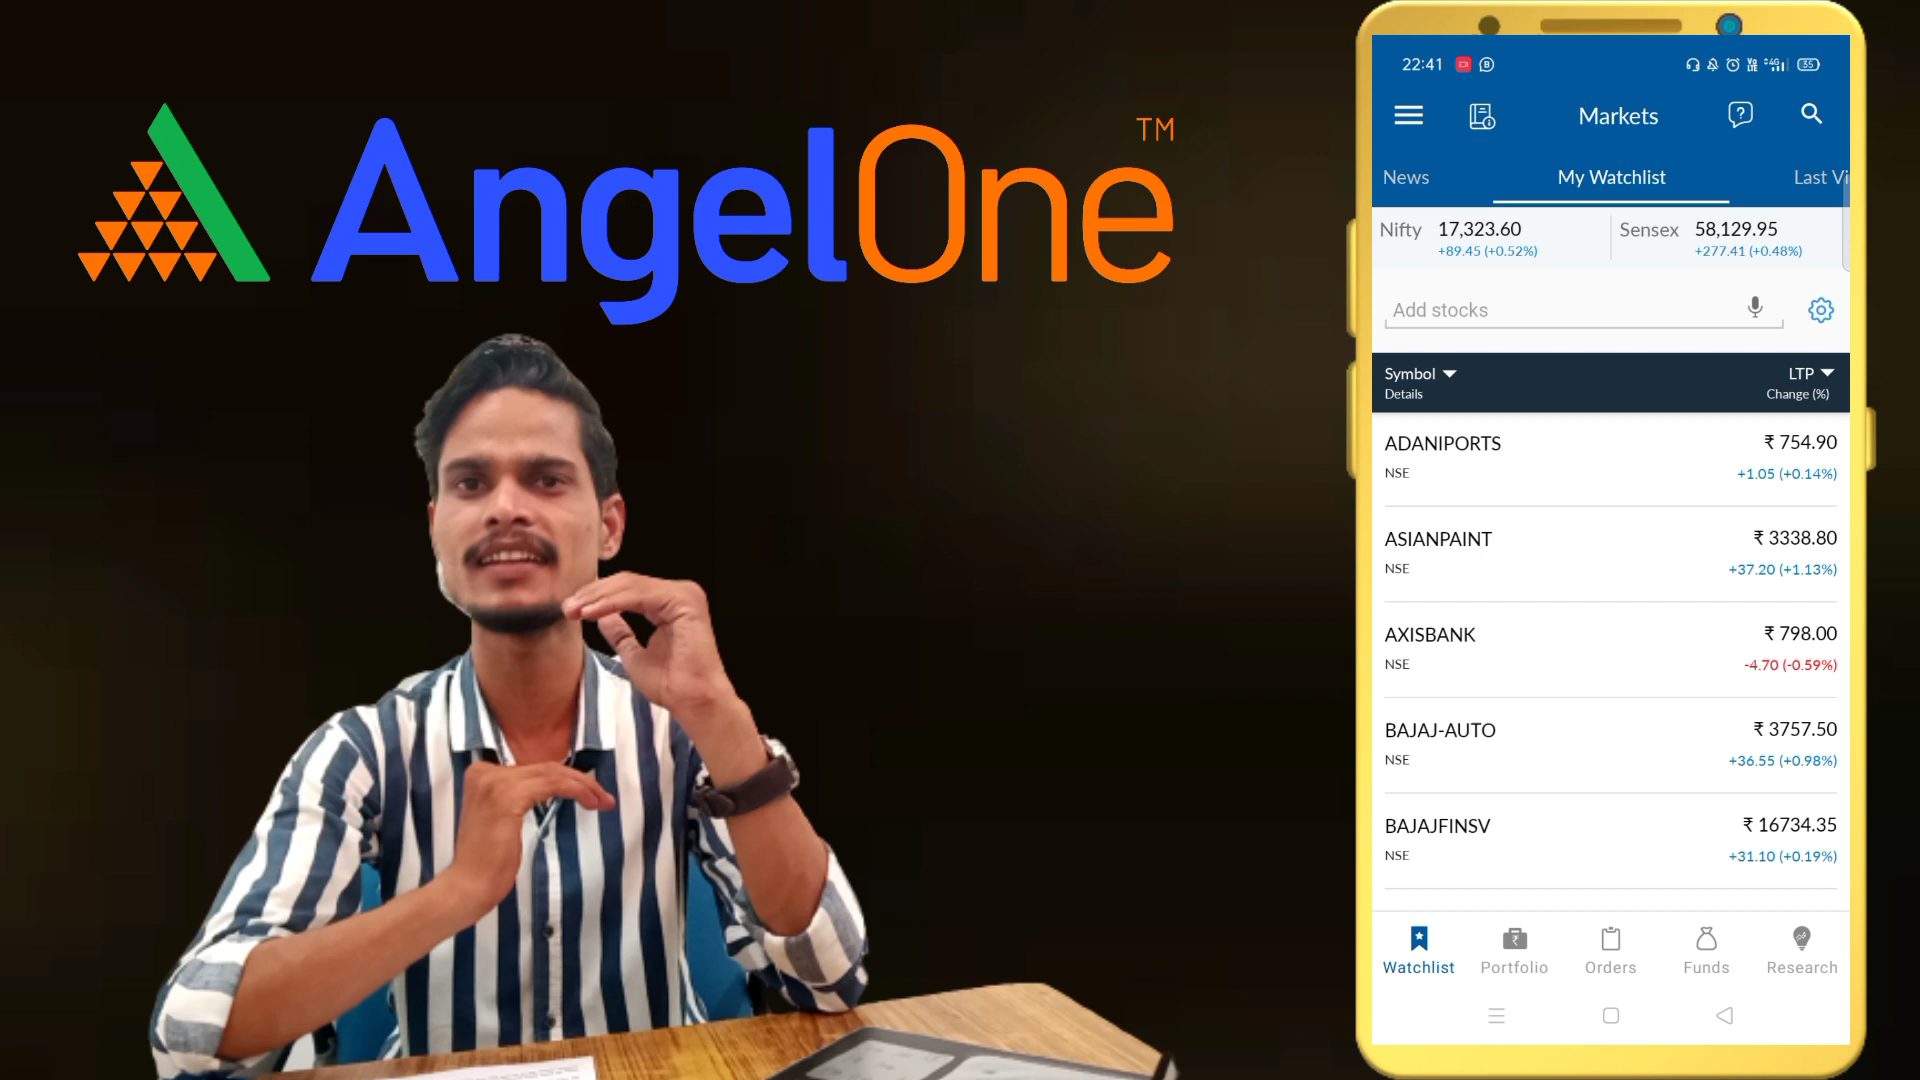 AngelOne
TM
22:41
35
Markets
News My Watchlist Last Vi
Nifty 17,323.60 Sensex 58,129.95
+89.45 (+0.52%) +277.41 (+0.48%)
Add stocks
Symbol LTP
Details Change (%)
ADANIPORTS ₹ 754.90
NSE +1.05 (+0.14%)
ASIANPAINT ₹ 3338.80
NSE +37.20 (+1.13%)
AXISBANK ₹ 798.00
NSE -4.70 (-0.59%)
BAJAJ-AUTO ₹ 3757.50
NSE +36.55 (+0.98%)
BAJAJFINSV ₹ 16734.35
NSE +31.10 (+0.19%)
Watchlist Portfolio Orders Funds Research